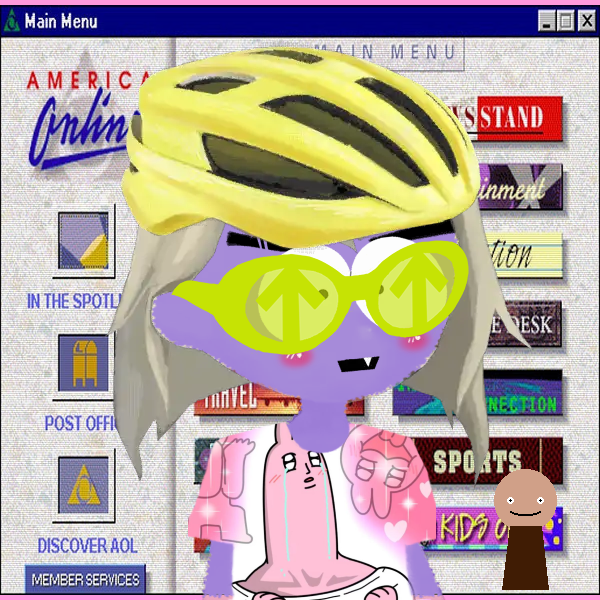 Main Menu
MAIN MENU
AMERICA
Onlin
STAND
inment
IN THE SPOTLI
tion
E DESK
POST OFFI
TRAVEL
NNECTION
SPORTS
DISCOVER AOL
KIDS O
MEMBER SERVICES